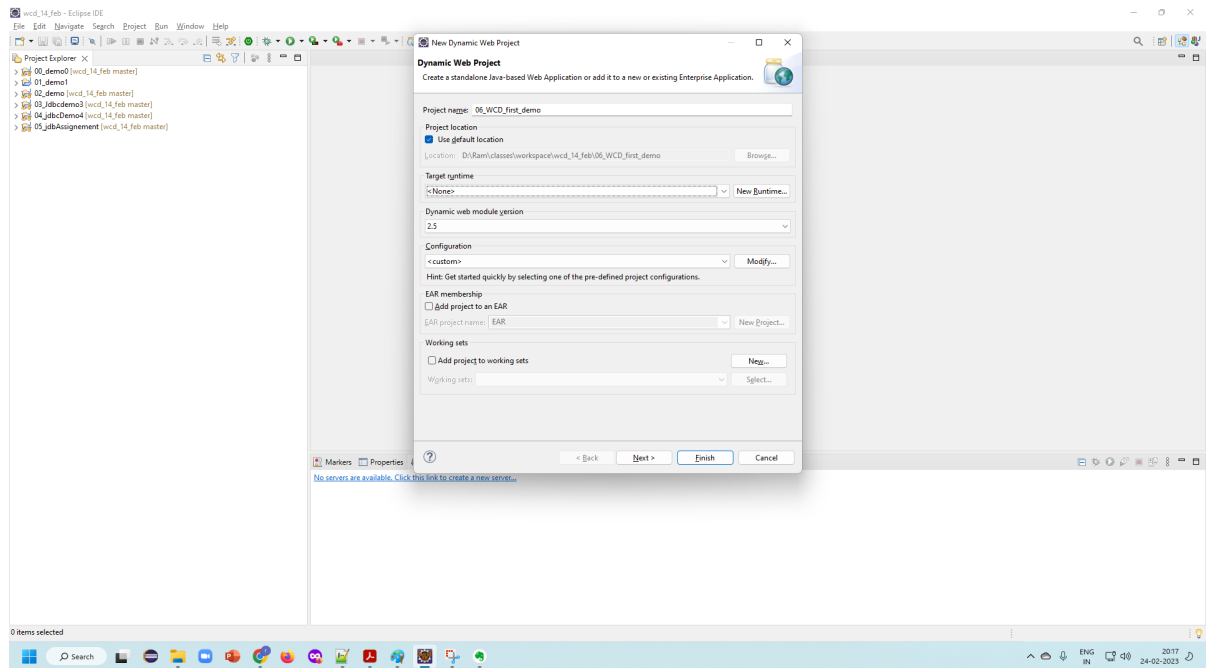 wcd_14_feb - Eclipse IDE
File Edit Navigate Search Project Run Window Help
Project Explorer
00_demo0 [wcd_14_feb master]
01_demo1
02_demo [wcd_14_feb master]
03_Jdbcdemo3 [wcd_14_feb master]
04_jdbcDemo4 [wcd_14_feb master]
05_jdbAssignement [wcd_14_feb master]
New Dynamic Web Project
Dynamic Web Project
Create a standalone Java-based Web Application or add it to a new or existing Enterprise Application.
Project name: 06_WCD_first_demo
Project location
Use default location
Location: D:\Ram\classes\workspace\wcd_14_feb\06_WCD_first_demo Browse...
Target runtime
<None> New Runtime...
Dynamic web module version
2.5
Configuration
<custom> Modify...
Hint: Get started quickly by selecting one of the pre-defined project configurations.
EAR membership
Add project to an EAR
EAR project name: EAR New Project...
Working sets
Add project to working sets New...
Working sets: Select...
< Back Next > Finish Cancel
Markers Properties
No servers are available. Click this link to create a new server...
0 items selected
Search
ENG
IN
20:17
24-02-2023